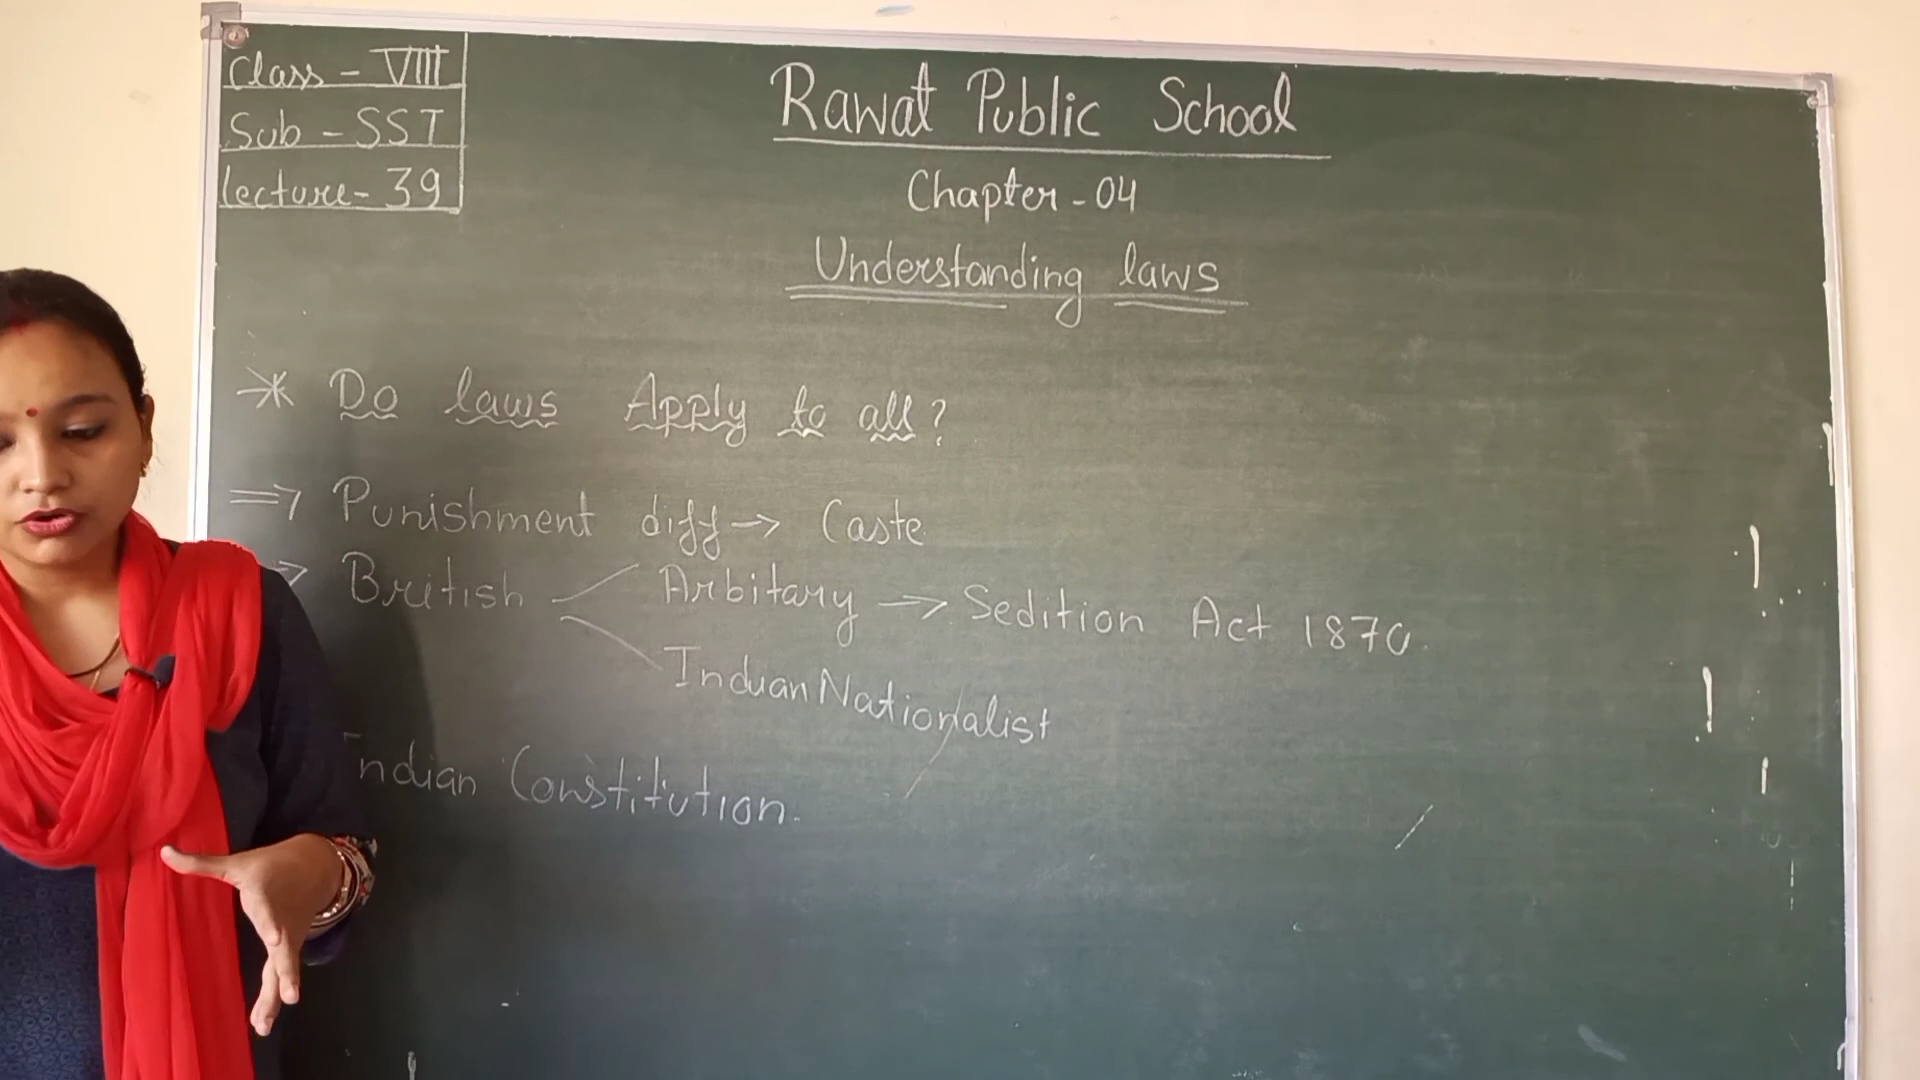 Class - VIII
Sub - SST
lecture - 39
Rawat Public School
Chapter - 04
Understanding laws
* Do laws Apply to all?
⇒ Punishment diff → Caste
⇒ British Arbitary → Sedition Act 1870.
Indian Nationalist
Indian Constitution.